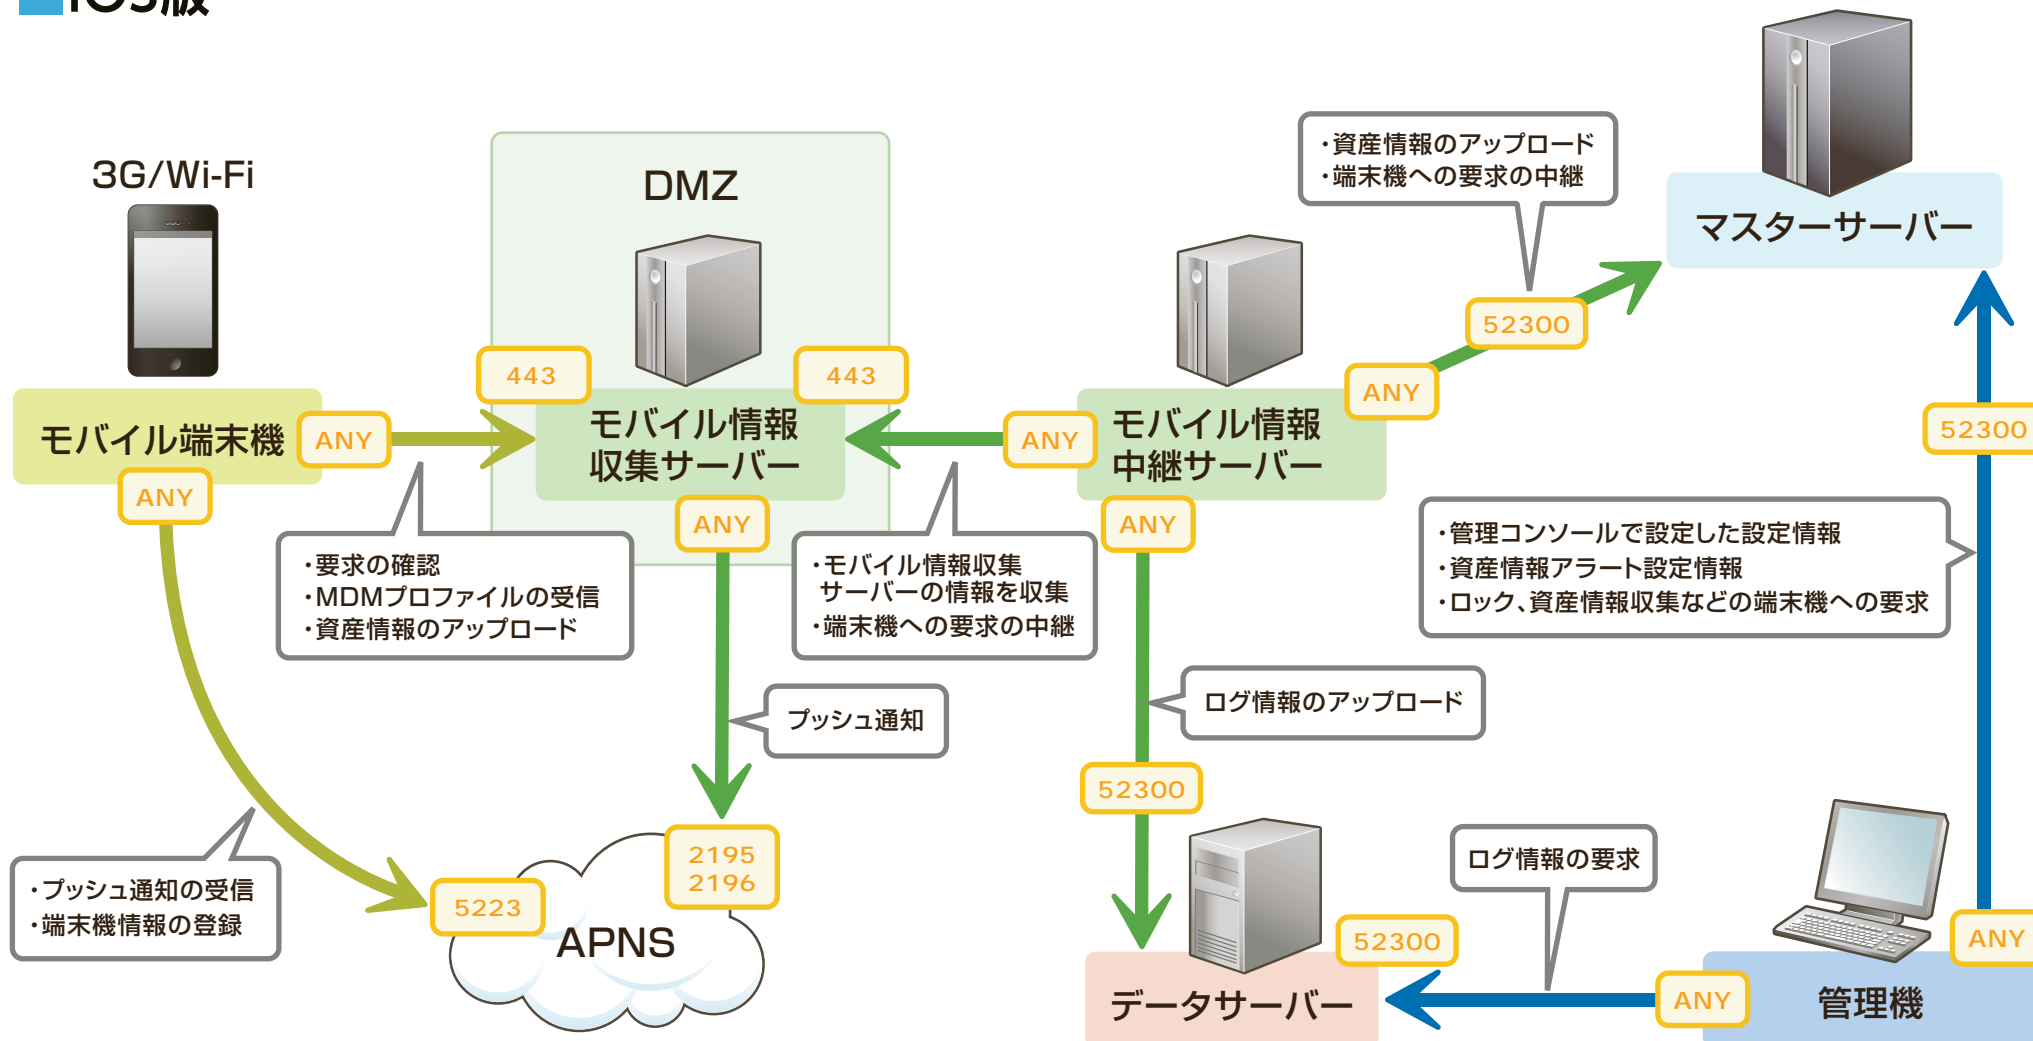 iOS版
3G/Wi-Fi
モバイル端末機
ANY
ANY
・要求の確認
・MDMプロファイルの受信
・資産情報のアップロード
・プッシュ通知の受信
・端末機情報の登録
DMZ
443
443
モバイル情報
収集サーバー
ANY
プッシュ通知
2195
2196
5223
APNS
ANY
・モバイル情報収集
サーバーの情報を収集
・端末機への要求の中継
モバイル情報
中継サーバー
ANY
ANY
52300
・資産情報のアップロード
・端末機への要求の中継
マスターサーバー
52300
・管理コンソールで設定した設定情報
・資産情報アラート設定情報
・ロック、資産情報収集などの端末機への要求
ログ情報のアップロード
52300
ログ情報の要求
52300
データサーバー
ANY
ANY
管理機